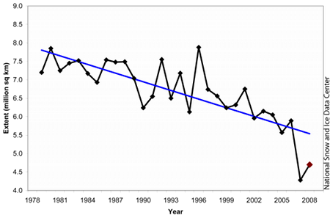 9.0
8.5
8.0
7.5
7.0
6.5
6.0
5.5
5.0
4.5
4.0
Extent (million sq km)
1978 1981 1984 1987 1990 1993 1996 1999 2002 2005 2008
Year
National Snow and Ice Data Center